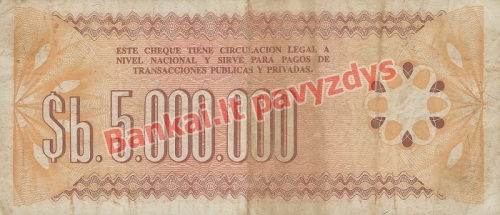 ESTE CHEQUE TIENE CIRCULACION LEGAL A
NIVEL NACIONAL Y SIRVE PARA PAGOS DE
TRANSACCIONES PUBLICAS Y PRIVADAS.
Bankai.lt pavyzdys
$b. 5.000.000